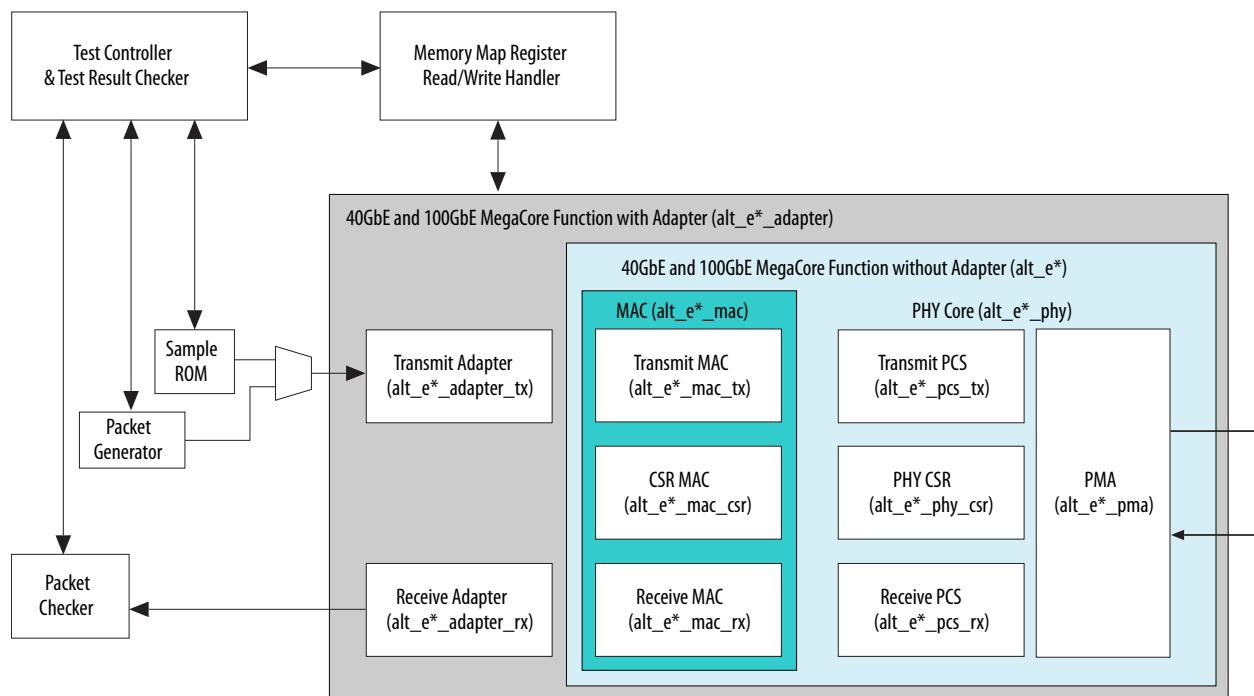 Test Controller
& Test Result Checker
Memory Map Register
Read/Write Handler
40GbE and 100GbE MegaCore Function with Adapter (alt_e*_adapter)
40GbE and 100GbE MegaCore Function without Adapter (alt_e*)
MAC (alt_e*_mac)
PHY Core (alt_e*_phy)
Sample
ROM
Transmit Adapter
(alt_e*_adapter_tx)
Transmit MAC
(alt_e*_mac_tx)
Transmit PCS
(alt_e*_pcs_tx)
Packet
Generator
CSR MAC
(alt_e*_mac_csr)
PHY CSR
(alt_e*_phy_csr)
PMA
(alt_e*_pma)
Packet
Checker
Receive Adapter
(alt_e*_adapter_rx)
Receive MAC
(alt_e*_mac_rx)
Receive PCS
(alt_e*_pcs_rx)